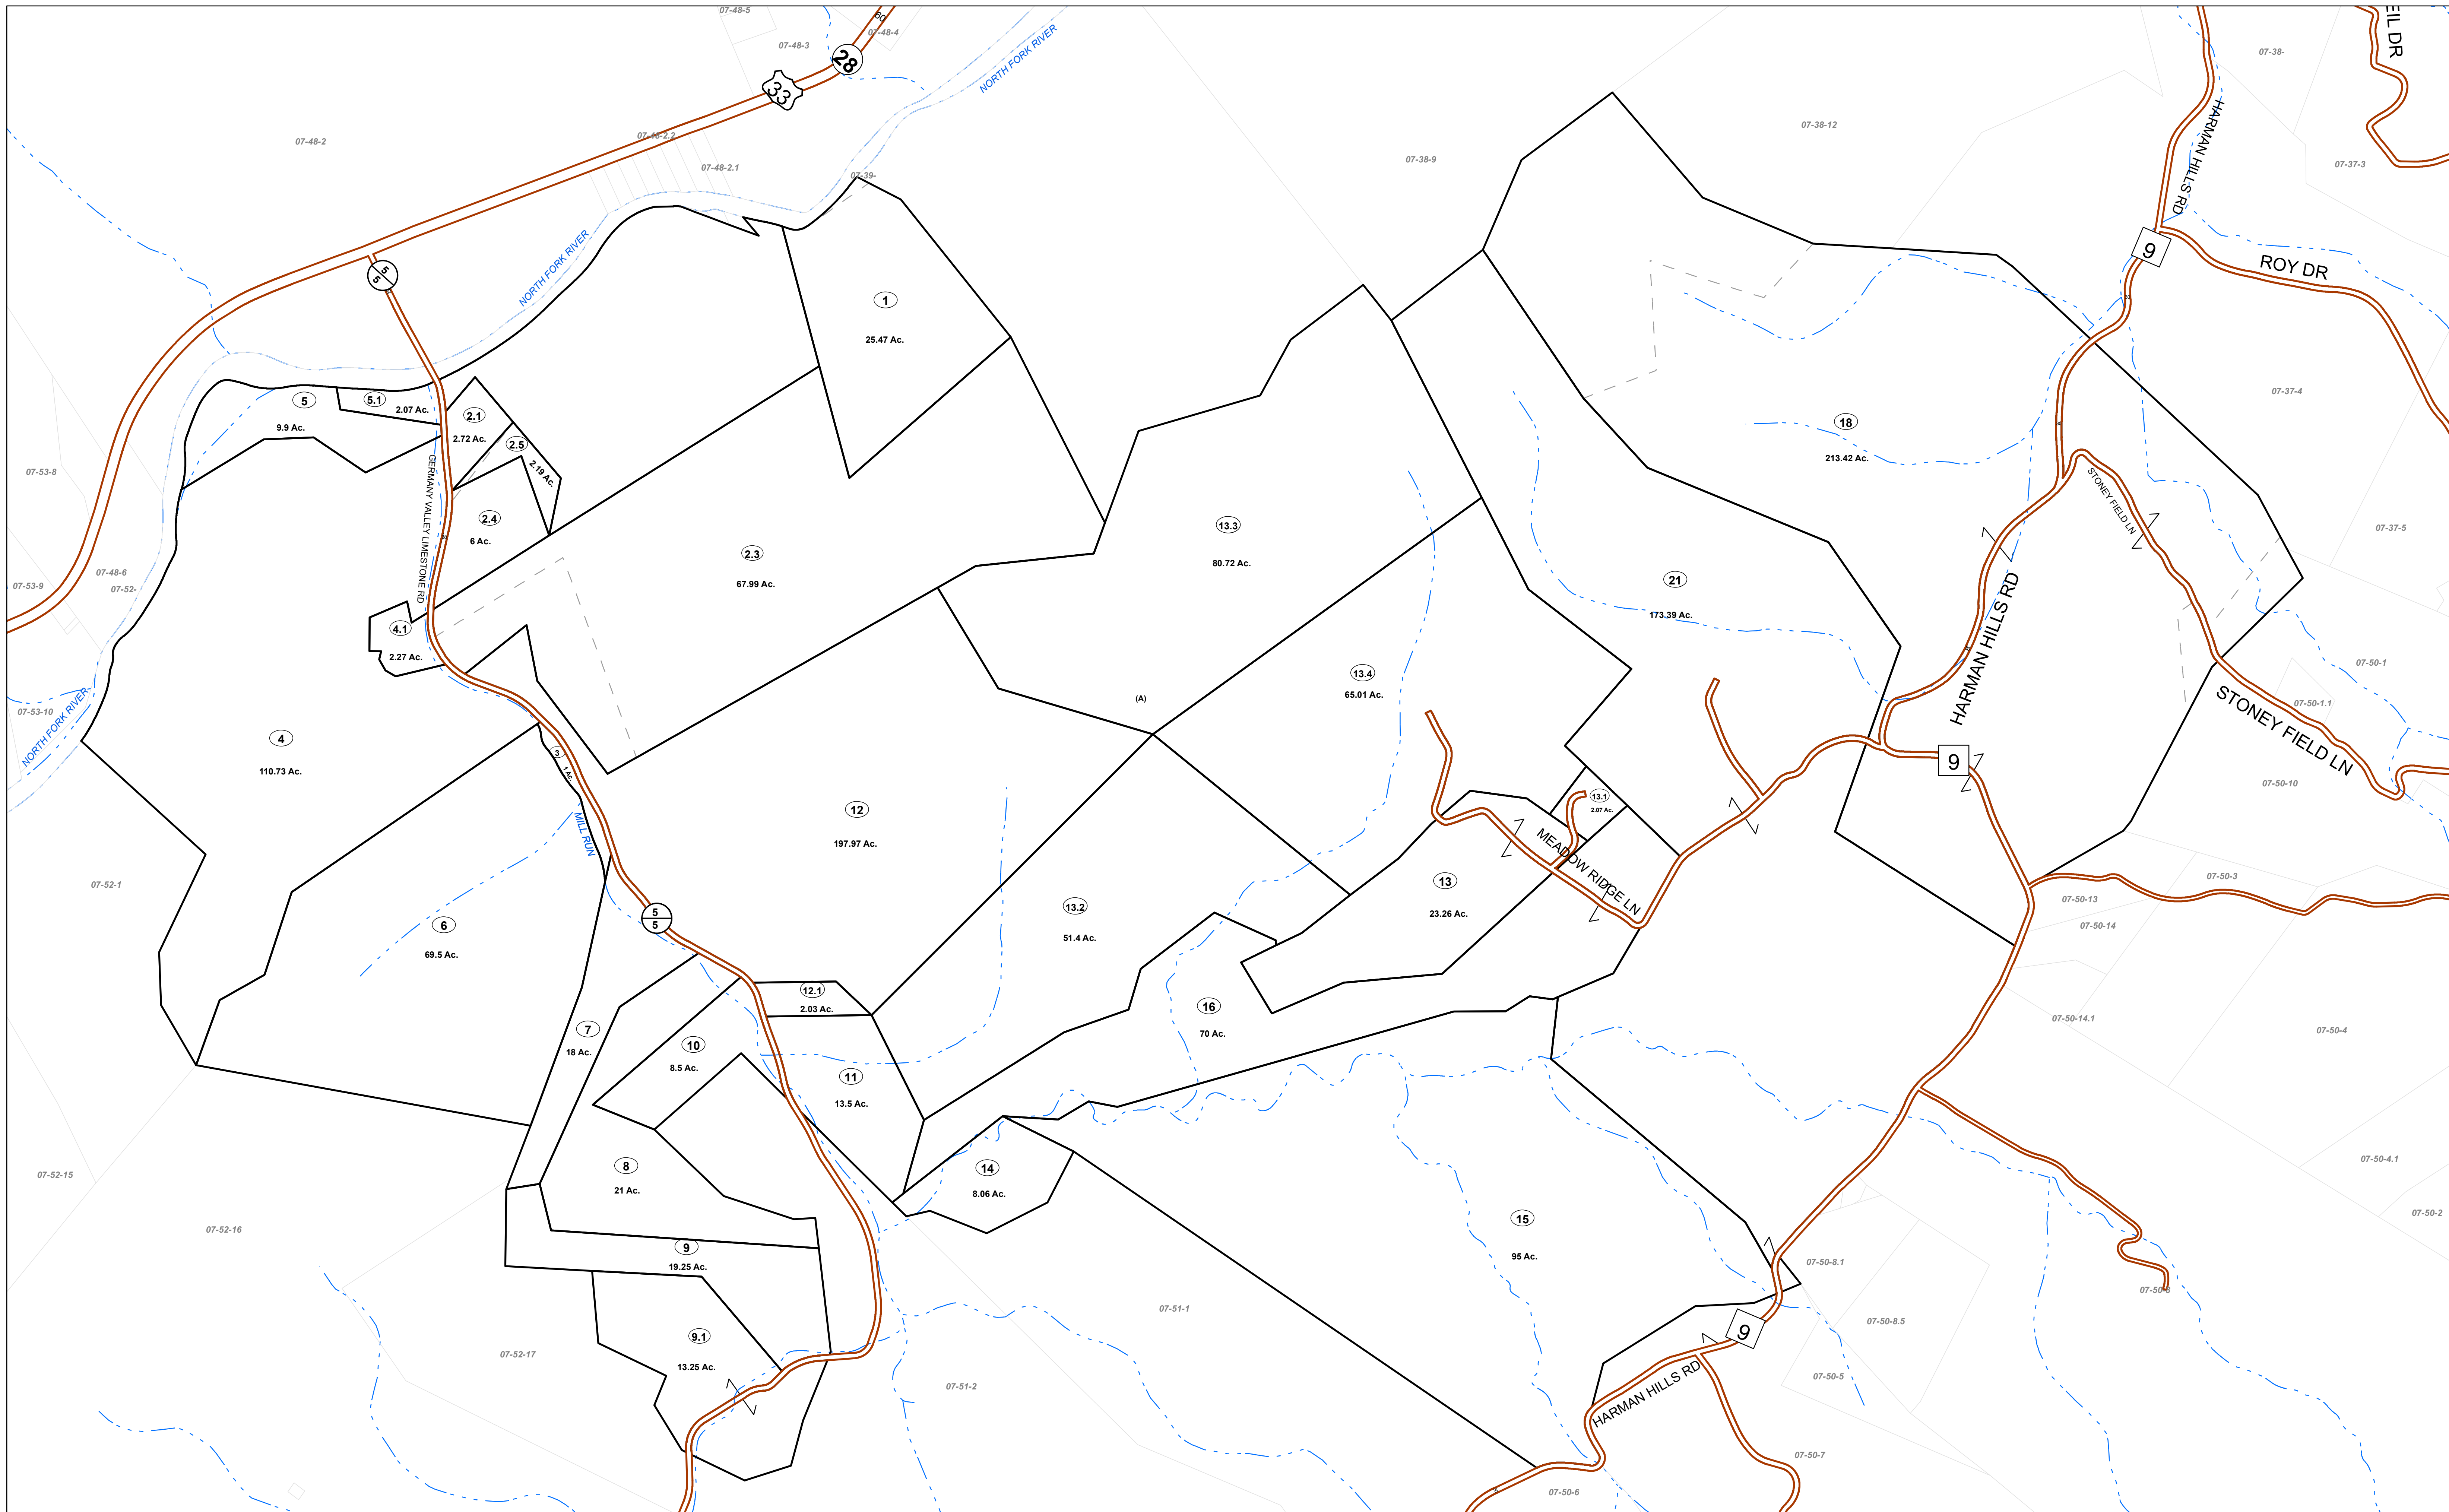 07-48-5
60
07-48-4
07-48-3
28
33
NORTH FORK RIVER
EIL DR
07-38-
07-48-2
07-48-2.2
07-48-2.1
07-39-
07-38-9
07-38-12
HARMAN HILLS RD
07-37-3
9
ROY DR
5
5
NORTH FORK RIVER
1
25.47 Ac.
5
9.9 Ac.
5.1
2.07 Ac.
2.1
2.72 Ac.
2.5
2.19 Ac.
18
213.42 Ac.
07-37-4
07-53-8
GERMANY VALLEY LIMESTONE RD
2.4
6 Ac.
STONEY FIELD LN
07-37-5
13.3
80.72 Ac.
2.3
67.99 Ac.
21
173.39 Ac.
07-48-6
07-53-9
07-52-
4.1
2.27 Ac.
HARMAN HILLS RD
07-50-1
07-50-1.1
STONEY FIELD LN
13.4
65.01 Ac.
(A)
07-53-10
NORTH FORK RIVER
4
110.73 Ac.
3
1 Ac.
9
07-50-10
13.1
2.07 Ac.
12
197.97 Ac.
MILL RUN
MEADOW RIDGE LN
13
23.26 Ac.
07-52-1
07-50-3
07-50-13
07-50-14
6
69.5 Ac.
5
5
13.2
51.4 Ac.
12.1
2.03 Ac.
16
70 Ac.
07-50-14.1
07-50-4
7
18 Ac.
10
8.5 Ac.
11
13.5 Ac.
8
21 Ac.
14
8.06 Ac.
07-52-15
07-50-4.1
07-50-2
07-52-16
15
95 Ac.
9
19.25 Ac.
07-50-8.1
07-50-8
07-51-1
07-50-8.5
9
9.1
13.25 Ac.
07-52-17
HARMAN HILLS RD
07-50-5
07-51-2
07-50-7
07-50-6